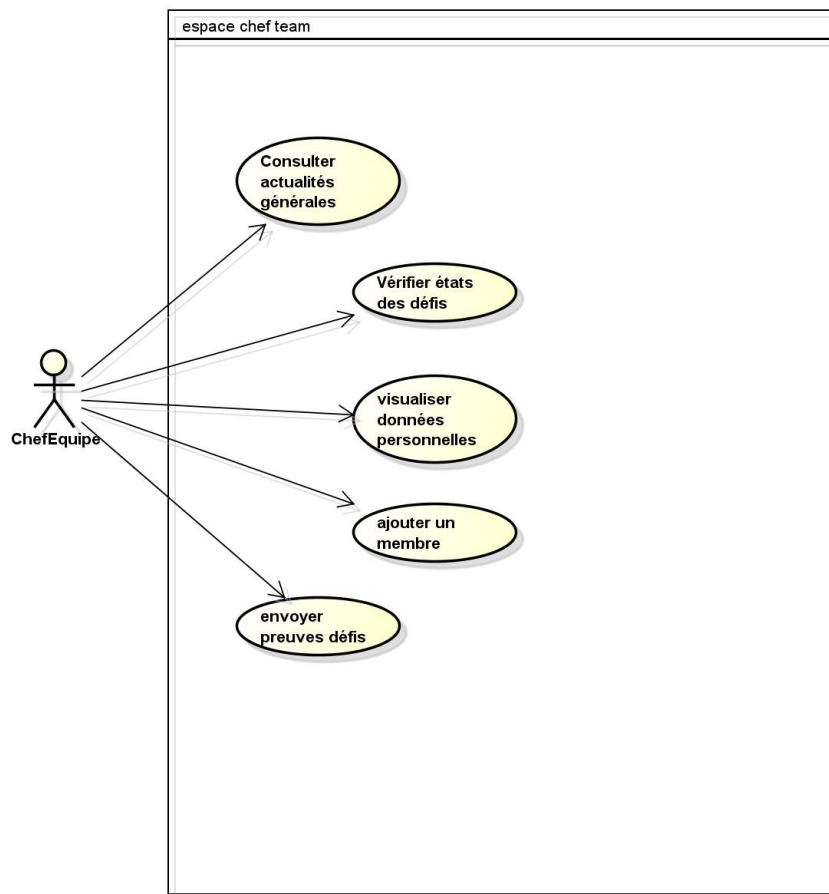 espace chef team
Consulter
actualités
générales
Vérifier états
des défis
visualiser
données
personnelles
ChefEquipe
ajouter un
membre
envoyer
preuves défis